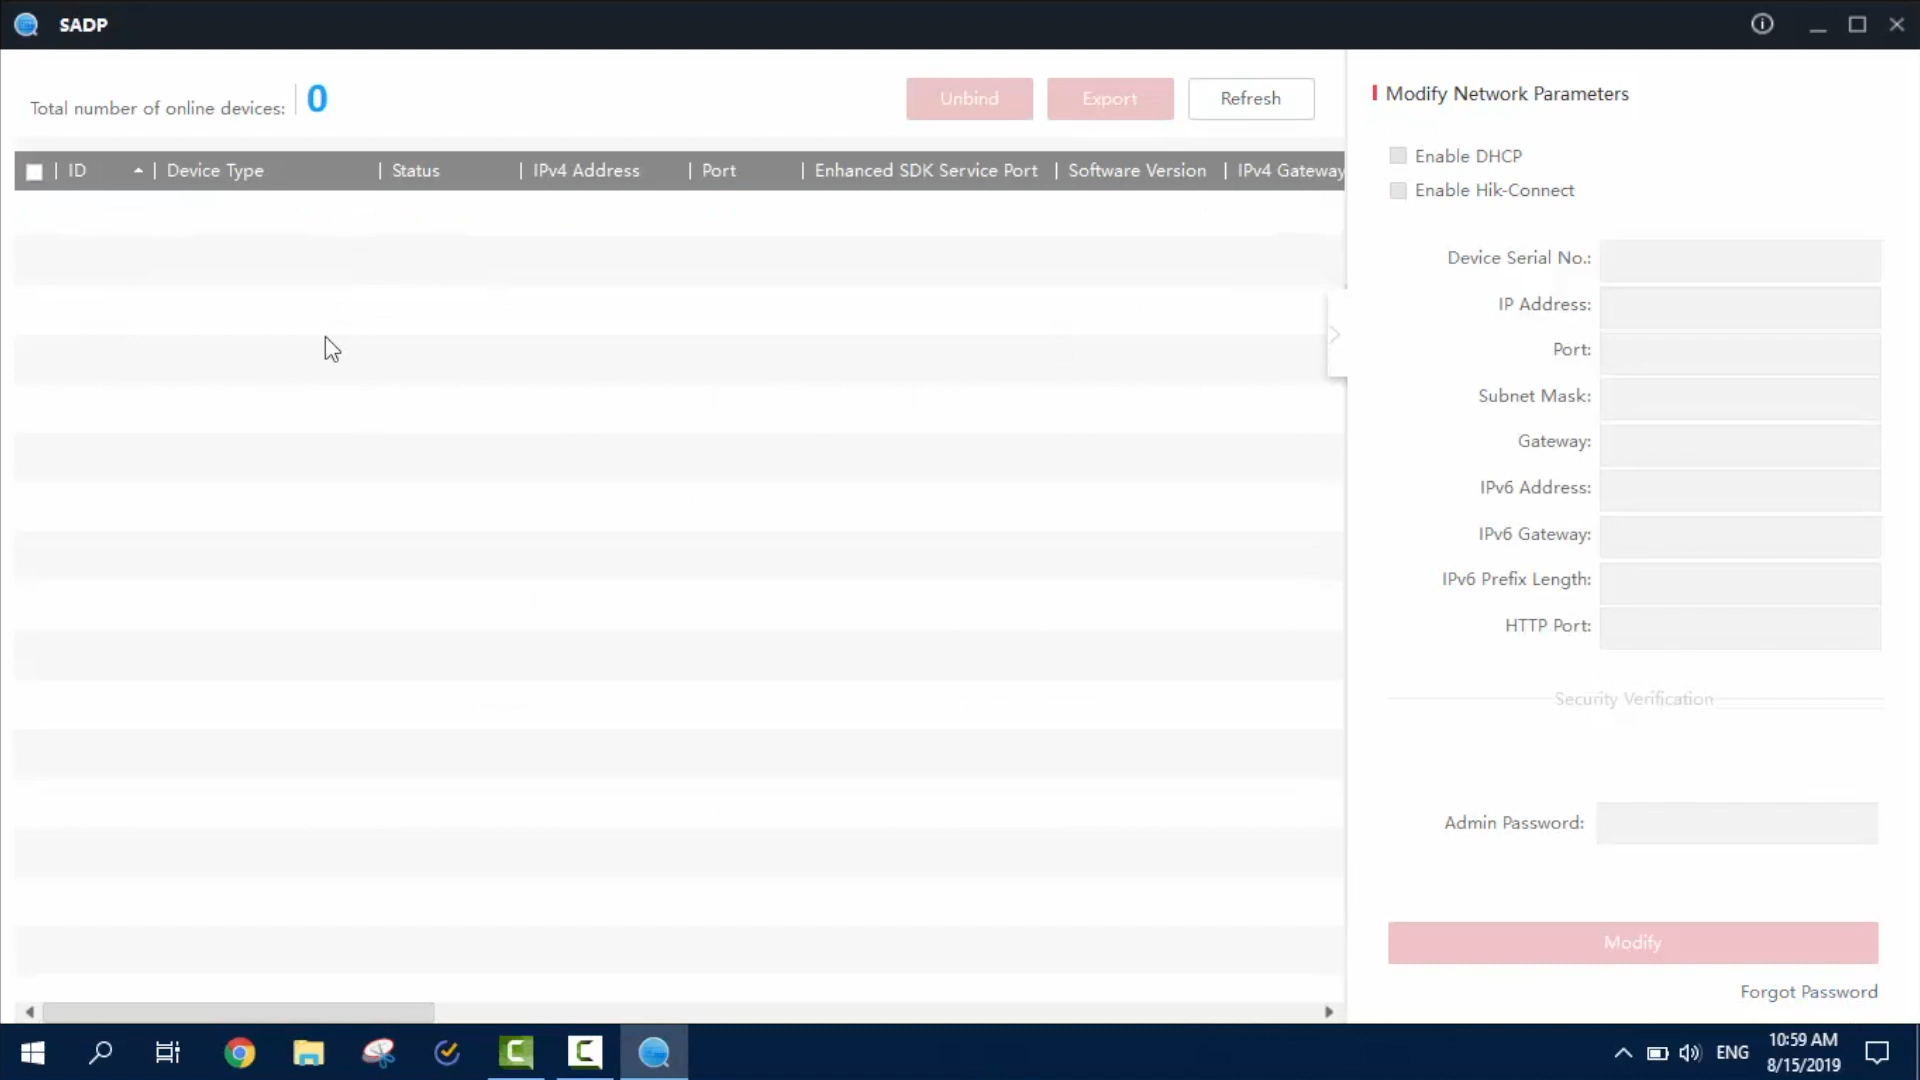 SADP
Total number of online devices: 0
Unbind
Export
Refresh
ID
Device Type
Status
IPv4 Address
Port
Enhanced SDK Service Port
Software Version
IPv4 Gateway
Modify Network Parameters
Enable DHCP
Enable Hik-Connect
Device Serial No.:
IP Address:
Port:
Subnet Mask:
Gateway:
IPv6 Address:
IPv6 Gateway:
IPv6 Prefix Length:
HTTP Port:
Security Verification
Admin Password:
Modify
Forgot Password
ENG
10:59 AM
8/15/2019